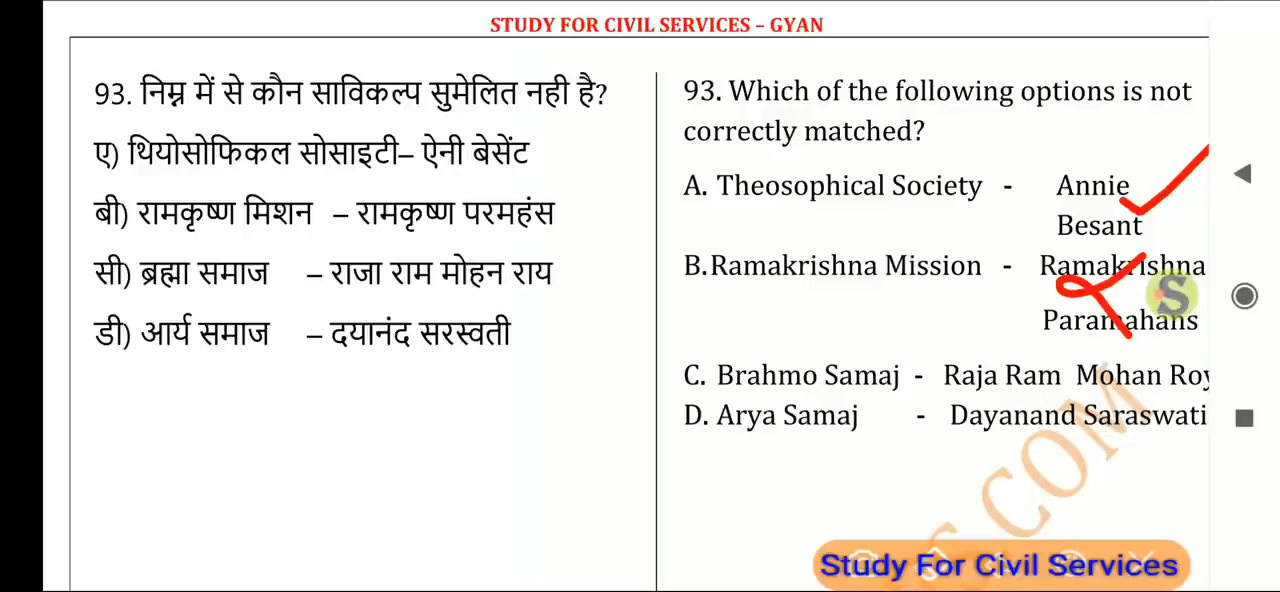 STUDY FOR CIVIL SERVICES – GYAN
93. निम्न में से कौन साविकल्प सुमेलित नही है?
ए) थियोसोफिकल सोसाइटी– ऐनी बेसेंट
बी) रामकृष्ण मिशन – रामकृष्ण परमहंस
सी) ब्रह्मा समाज – राजा राम मोहन राय
डी) आर्य समाज – दयानंद सरस्वती
93. Which of the following options is not
correctly matched?
A. Theosophical Society - Annie
Besant
B.Ramakrishna Mission - Ramakrishna
Paramahans
C. Brahmo Samaj - Raja Ram Mohan Roy
D. Arya Samaj - Dayanand Saraswati
S
S.COM
Study For Civil Services